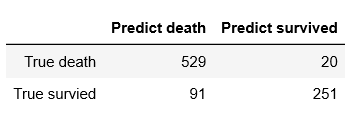 Predict death Predict survived
True death 529 20
True survied 91 251